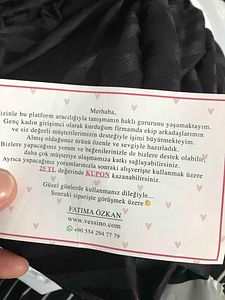 Merhaba,
sizinle bu platform aracılığıyla tanışmanın haklı gururunu yaşamaktayım.
Genç kadın girişimci olarak kurduğum firmamda ekip arkadaşlarımın
ve siz değerli müşterilerimizin desteğiyle işimi büyütmekteyim.
Almış olduğunuz ürünü özenle ve sevgiyle hazırladık.
Bizlere yapacağınız yorum ve beğenilerinizle de bizlere destek olabilir,
daha çok müşteriye ulaşmamıza katkı sağlayabilirsiniz.
Ayrıca yapacağınız yorumlarınızla sonraki alışverişte kullanmak üzere
25 TL değerinde KUPON kazanabilirsiniz.
Güzel günlerde kullanmanız dileğiyle...
Sonraki siparişte görüşmek üzere
FATIMA ÖZKAN
www.vessino.com
+90 554 294 77 79